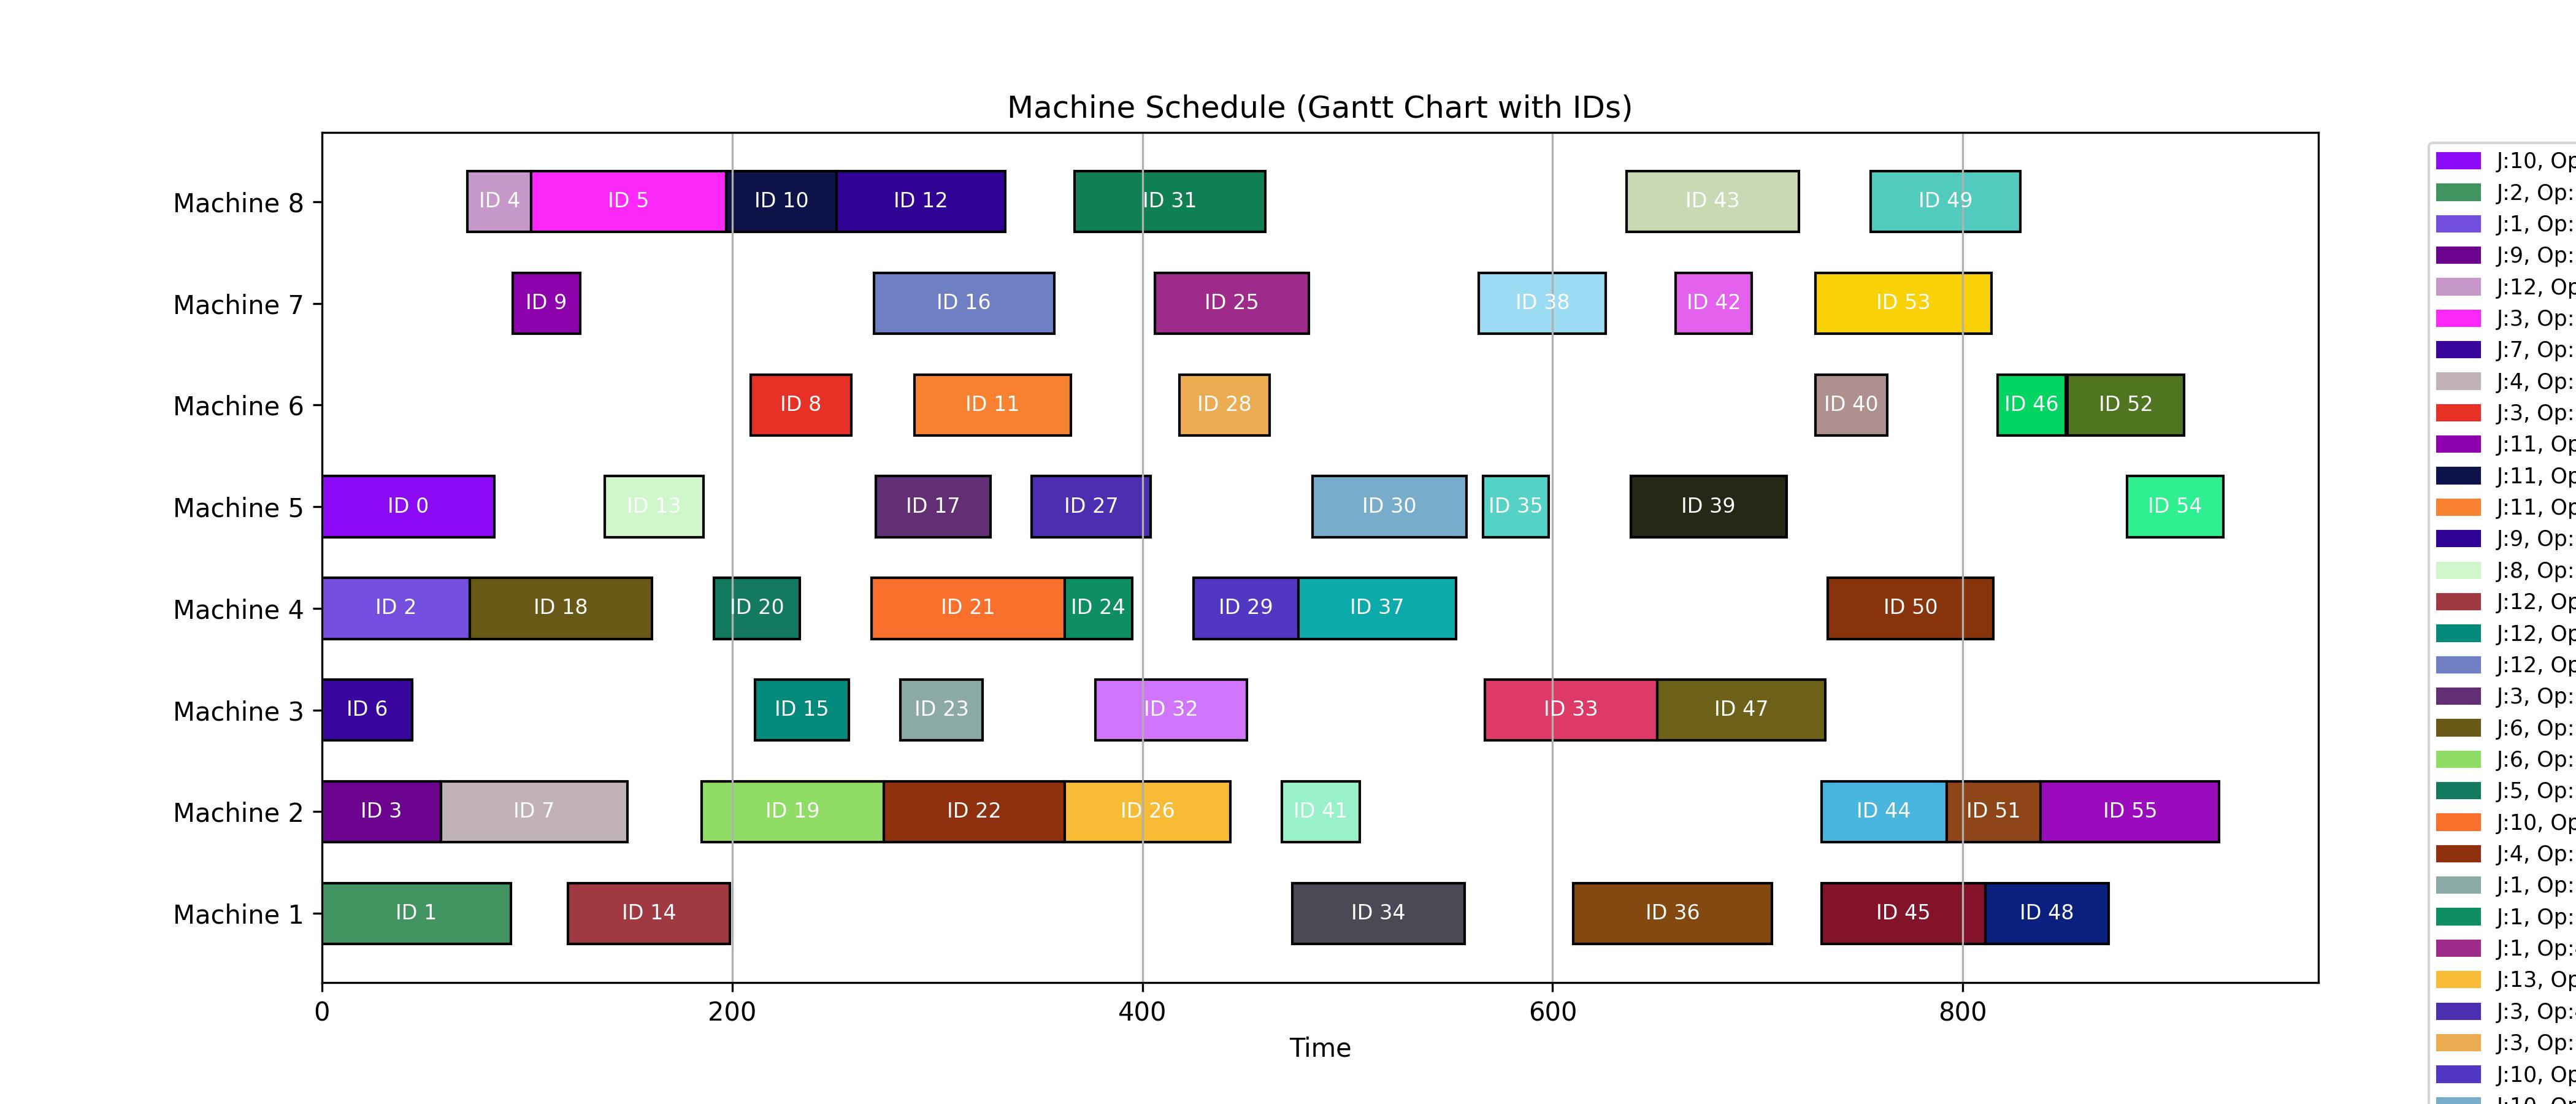 Machine Schedule (Gantt Chart with IDs)
Machine 8
ID 4 ID 5 ID 10 ID 12 ID 31 ID 43 ID 49
Machine 7
ID 9 ID 16 ID 25 ID 38 ID 42 ID 53
Machine 6
ID 8 ID 11 ID 28 ID 40 ID 46 ID 52
Machine 5
ID 0 ID 13 ID 17 ID 27 ID 30 ID 35 ID 39 ID 54
Machine 4
ID 2 ID 18 ID 20 ID 21 ID 24 ID 29 ID 37 ID 50
Machine 3
ID 6 ID 15 ID 23 ID 32 ID 33 ID 47
Machine 2
ID 3 ID 7 ID 19 ID 22 ID 26 ID 41 ID 44 ID 51 ID 55
Machine 1
ID 1 ID 14 ID 34 ID 36 ID 45 ID 48
0 200 400 600 800
Time
J:10, Op
J:2, Op:
J:1, Op:
J:9, Op:
J:12, Op
J:3, Op:
J:7, Op:
J:4, Op:
J:3, Op:
J:11, Op
J:11, Op
J:11, Op
J:9, Op:
J:8, Op:
J:12, Op
J:12, Op
J:12, Op
J:3, Op:
J:6, Op:
J:6, Op:
J:5, Op:
J:10, Op
J:4, Op:
J:1, Op:
J:1, Op:
J:1, Op:
J:13, Op
J:3, Op:
J:3, Op:
J:10, Op